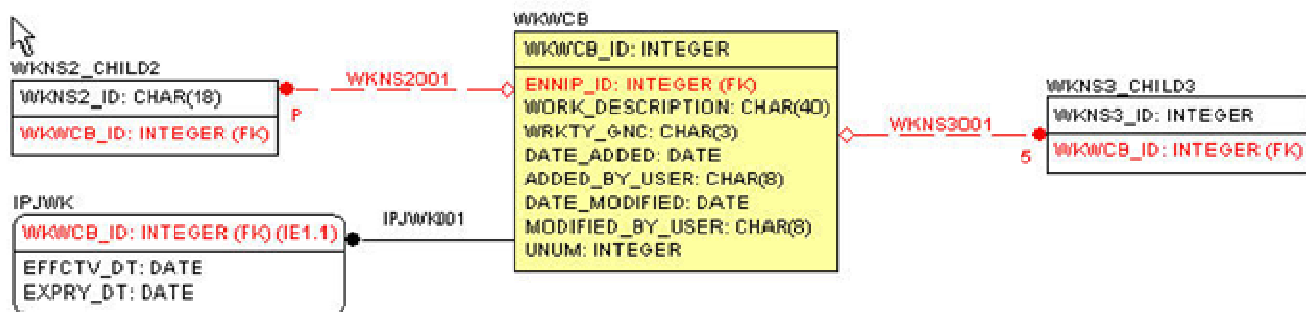 WKWCB
WKWCB_ID: INTEGER
ENNIP_ID: INTEGER (FK)
WORK_DESCRIPTION: CHAR(40)
WRKTY_GNC: CHAR(3)
DATE_ADDED: DATE
ADDED_BY_USER: CHAR(8)
DATE_MODIFIED: DATE
MODIFIED_BY_USER: CHAR(8)
UNUM: INTEGER
WKNS2_CHILD2
WKNS2_ID: CHAR(18)
WKWCB_ID: INTEGER (FK)
WKNS2001
P
WKNS3_CHILD3
WKNS3_ID: INTEGER
WKWCB_ID: INTEGER (FK)
WKNS3001
5
IPJWK
WKWCB_ID: INTEGER (FK) (IE1.1)
EFFCTV_DT: DATE
EXPRY_DT: DATE
IPJWK001